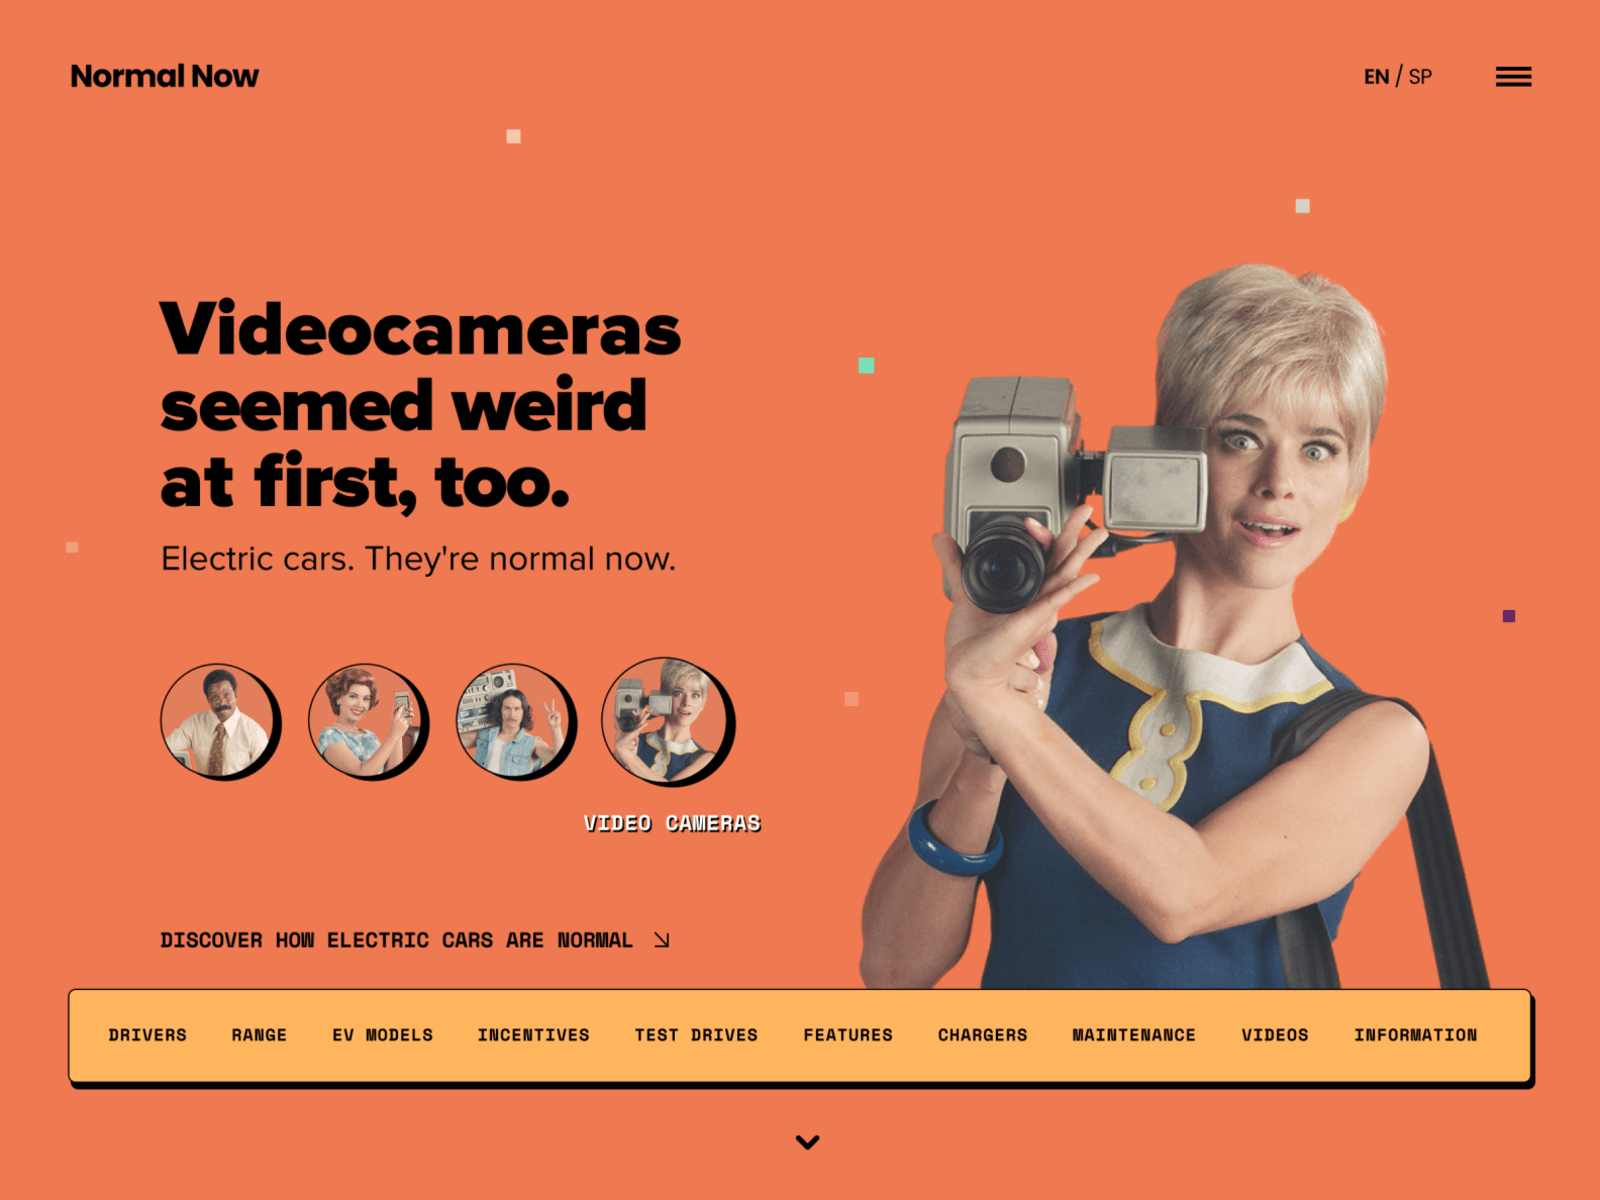 Normal Now
EN / SP
Videocameras
seemed weird
at first, too.
Electric cars. They're normal now.
VIDEO CAMERAS
DISCOVER HOW ELECTRIC CARS ARE NORMAL
DRIVERS RANGE EV MODELS INCENTIVES TEST DRIVES FEATURES CHARGERS MAINTENANCE VIDEOS INFORMATION